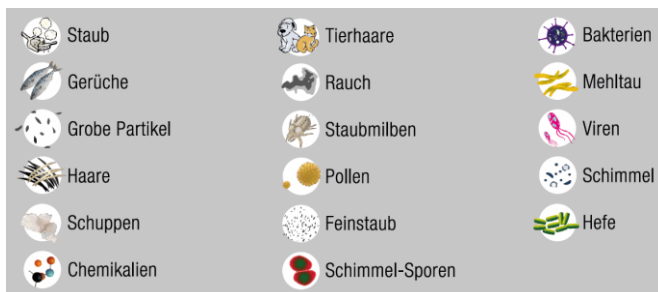 Staub
Gerüche
Grobe Partikel
Haare
Schuppen
Chemikalien
Tierhaare
Rauch
Staubmilben
Pollen
Feinstaub
Schimmel-Sporen
Bakterien
Mehltau
Viren
Schimmel
Hefe